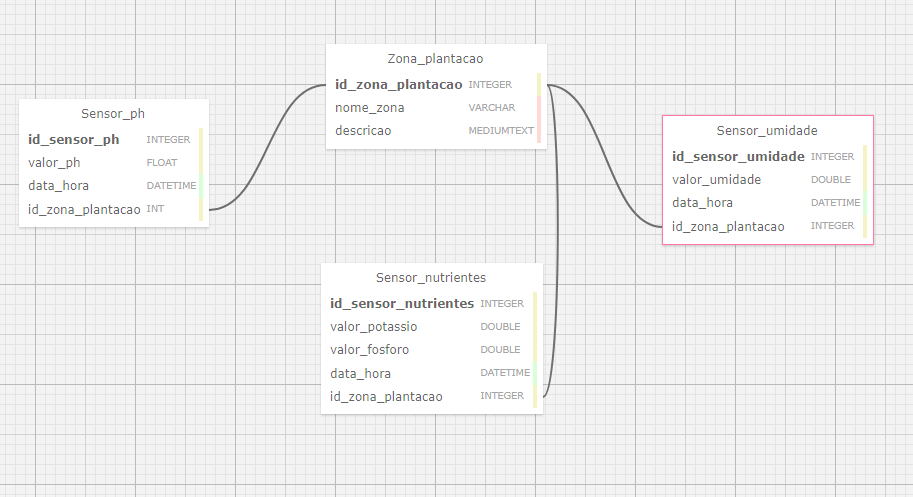 Zona_plantacao
id_zona_plantacao INTEGER
nome_zona VARCHAR
descricao MEDIUMTEXT
Sensor_ph
id_sensor_ph INTEGER
valor_ph FLOAT
data_hora DATETIME
id_zona_plantacao INT
Sensor_umidade
id_sensor_umidade INTEGER
valor_umidade DOUBLE
data_hora DATETIME
id_zona_plantacao INTEGER
Sensor_nutrientes
id_sensor_nutrientes INTEGER
valor_potassio DOUBLE
valor_fosforo DOUBLE
data_hora DATETIME
id_zona_plantacao INTEGER